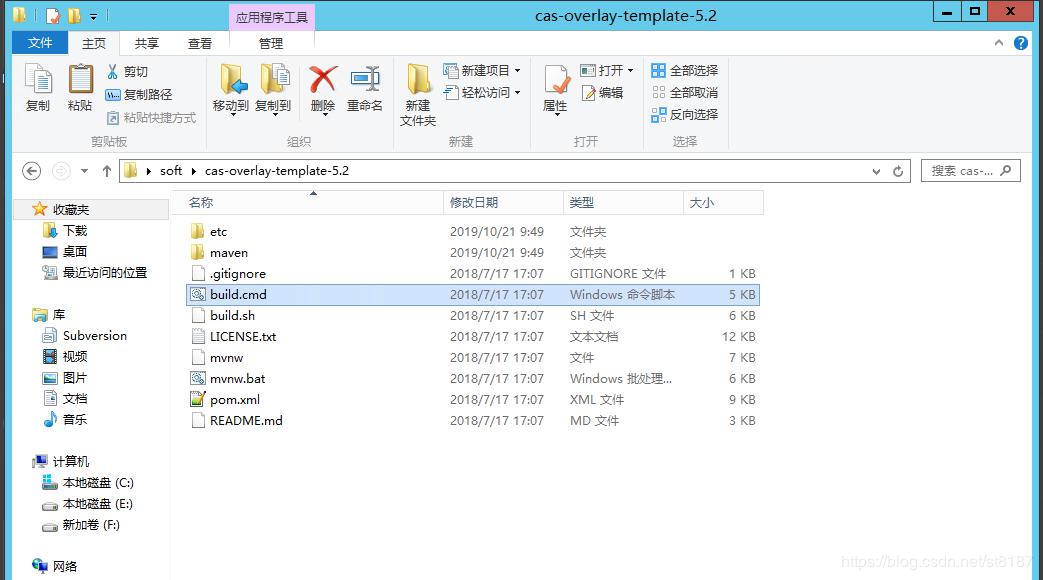 应用程序工具
cas-overlay-template-5.2
文件 主页 共享 查看 管理
复制
粘贴
剪切
复制路径
粘贴快捷方式
剪贴板
移动到 复制到 删除 重命名
组织
新建
文件夹
新建项目
轻松访问
新建
属性
打开
编辑
打开
全部选择
全部取消
反向选择
选择
soft cas-overlay-template-5.2
搜索 cas-...
名称 修改日期 类型 大小
收藏夹
下载
桌面
最近访问的位置
库
Subversion
视频
图片
文档
音乐
计算机
本地磁盘 (C:)
本地磁盘 (E:)
新加卷 (F:)
网络
etc 2019/10/21 9:49 文件夹
maven 2019/10/21 9:49 文件夹
.gitignore 2018/7/17 17:07 GITIGNORE 文件 1 KB
build.cmd 2018/7/17 17:07 Windows 命令脚本 5 KB
build.sh 2018/7/17 17:07 SH 文件 6 KB
LICENSE.txt 2018/7/17 17:07 文本文档 12 KB
mvnw 2018/7/17 17:07 文件 7 KB
mvnw.bat 2018/7/17 17:07 Windows 批处理... 6 KB
pom.xml 2018/7/17 17:07 XML 文件 9 KB
README.md 2018/7/17 17:07 MD 文件 3 KB
https://blog.csdn.net/st8187